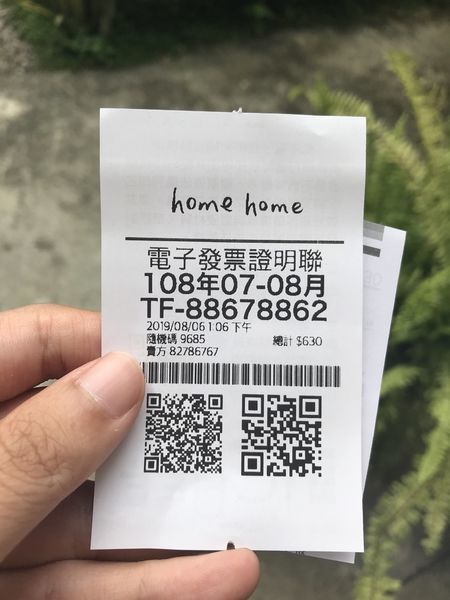 home home
電子發票證明聯
108年07-08月
TF-88678862
2019/08/06 1:06 下午
隨機碼 9685 總計 $630
賣方 82786767